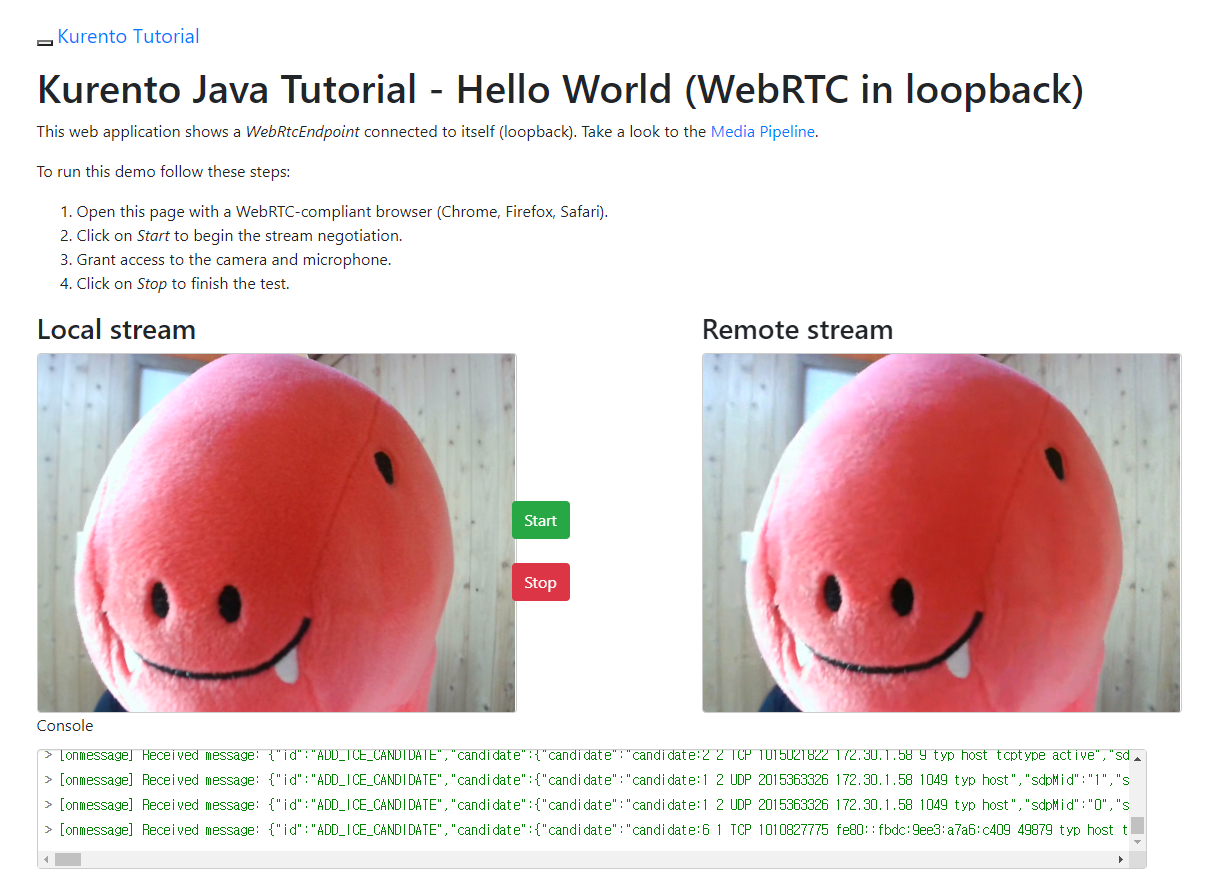 Kurento Tutorial
Kurento Java Tutorial - Hello World (WebRTC in loopback)
This web application shows a WebRtcEndpoint connected to itself (loopback). Take a look to the Media Pipeline.
To run this demo follow these steps:
1. Open this page with a WebRTC-compliant browser (Chrome, Firefox, Safari).
2. Click on Start to begin the stream negotiation.
3. Grant access to the camera and microphone.
4. Click on Stop to finish the test.
Local stream
Remote stream
Start
Stop
Console
> [onmessage] Received message: {"id":"ADD_ICE_CANDIDATE","candidate":{"candidate":"candidate:2 2 TCP 1015021822 172.30.1.58 9 typ host tcptype active","sd
> [onmessage] Received message: {"id":"ADD_ICE_CANDIDATE","candidate":{"candidate":"candidate:1 2 UDP 2015363326 172.30.1.58 1049 typ host","sdpMid":"1","s
> [onmessage] Received message: {"id":"ADD_ICE_CANDIDATE","candidate":{"candidate":"candidate:1 2 UDP 2015363326 172.30.1.58 1049 typ host","sdpMid":"0","s
> [onmessage] Received message: {"id":"ADD_ICE_CANDIDATE","candidate":{"candidate":"candidate:6 1 TCP 1010827775 fe80::fbdc:9ee3:a7a6:c409 49879 typ host t